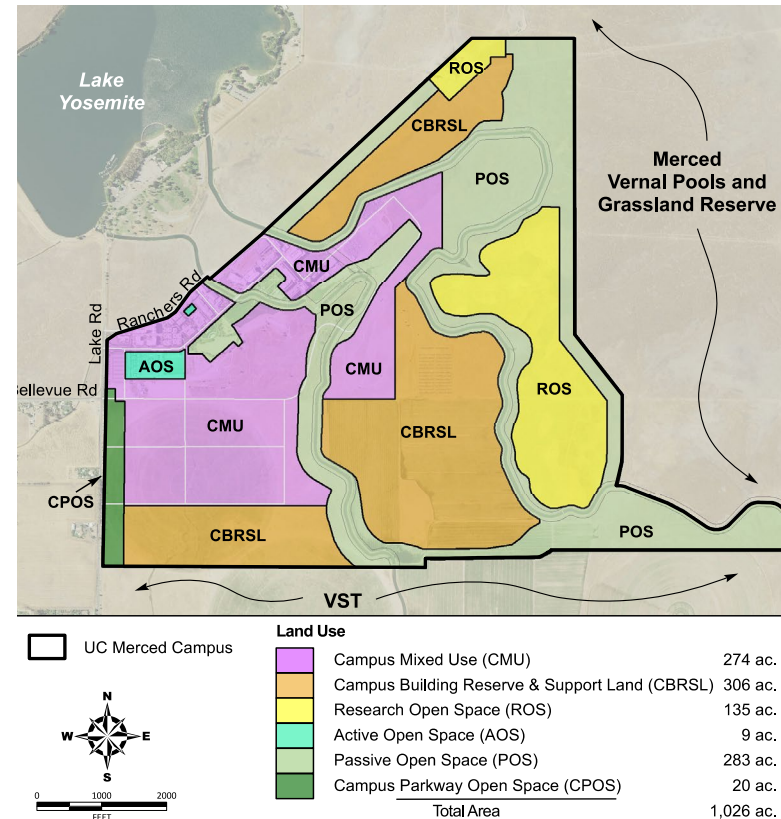 Lake
Yosemite
ROS
CBRSL
Merced
Vernal Pools and
Grassland Reserve
POS
CMU
Ranchers Rd
POS
Lake Rd
AOS
CMU
ellevue Rd
ROS
CMU
CBRSL
CPOS
CBRSL
POS
VST
UC Merced Campus
Land Use
Campus Mixed Use (CMU) 274 ac.
Campus Building Reserve & Support Land (CBRSL) 306 ac.
Research Open Space (ROS) 135 ac.
Active Open Space (AOS) 9 ac.
Passive Open Space (POS) 283 ac.
Campus Parkway Open Space (CPOS) 20 ac.
Total Area 1,026 ac.
N
W E
S
0 1000 2000
FEET